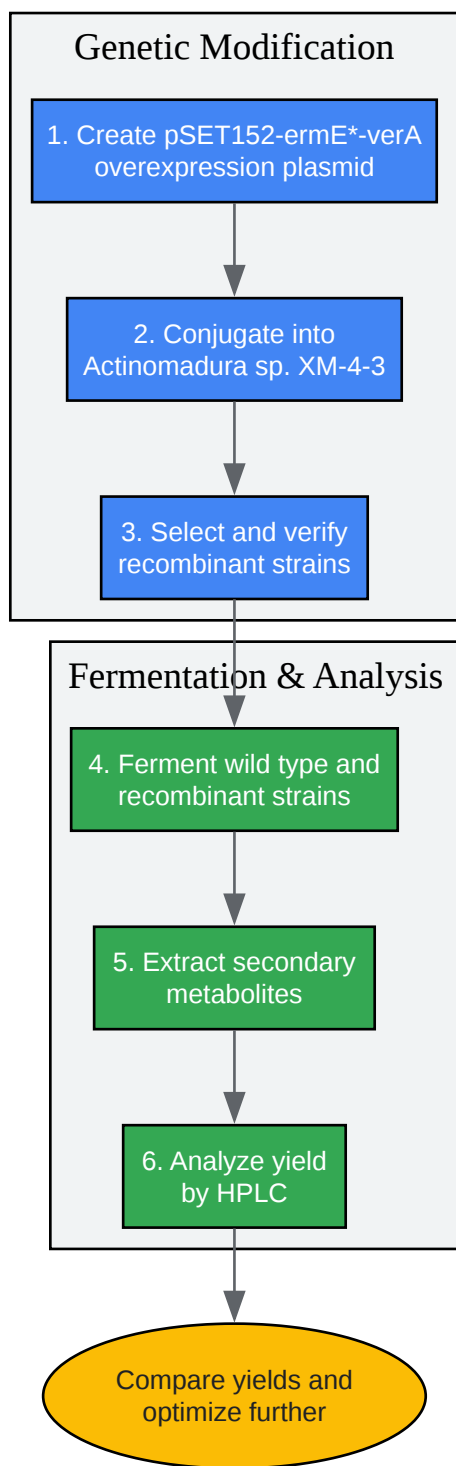 Genetic Modification
1. Create pSET152-ermE*-verA
overexpression plasmid
2. Conjugate into
Actinomadura sp. XM-4-3
3. Select and verify
recombinant strains
Fermentation & Analysis
4. Ferment wild type and
recombinant strains
5. Extract secondary
metabolites
6. Analyze yield
by HPLC
Compare yields and
optimize further